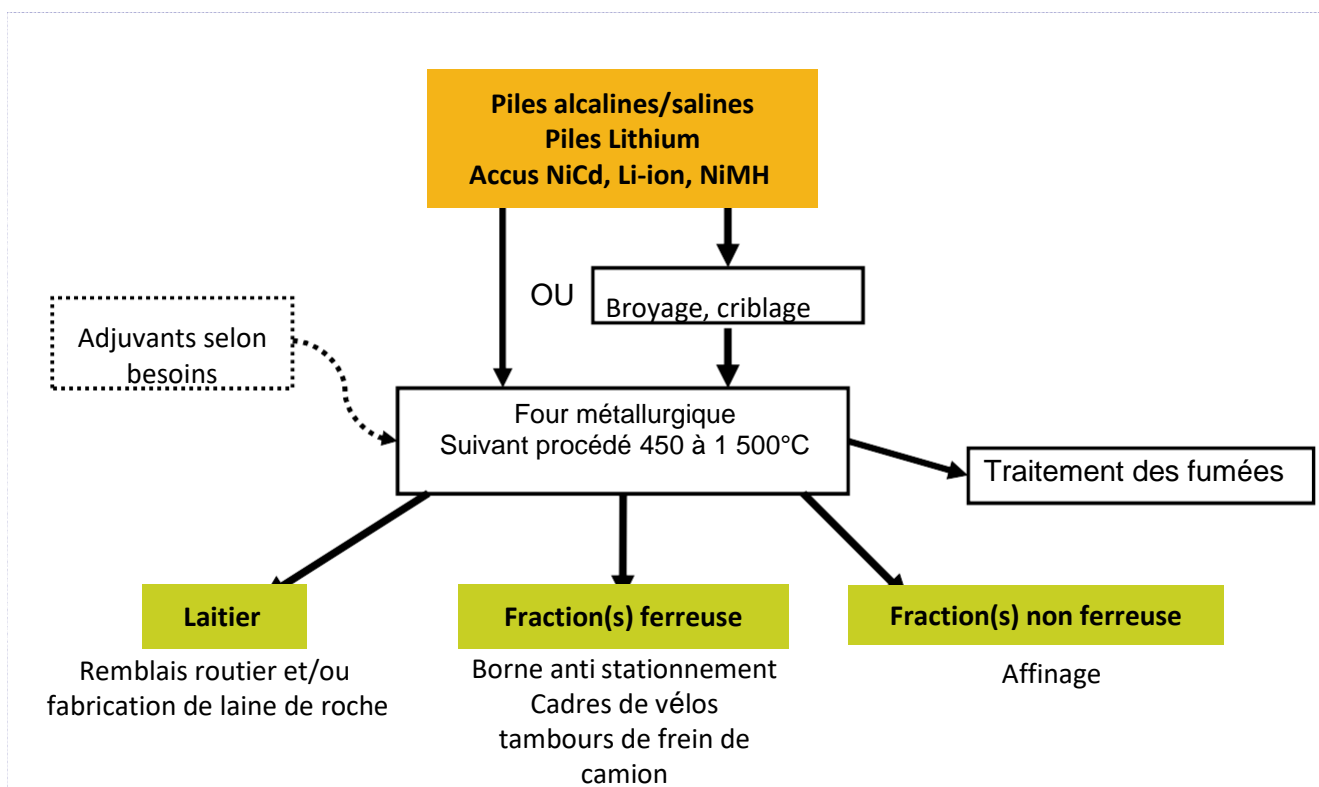 Piles alcalines/salines
Piles Lithium
Accus NiCd, Li-ion, NiMH
OU
Broyage, criblage
Adjuvants selon
besoins
Four métallurgique
Suivant procédé 450 à 1 500°C
Traitement des fumées
Laitier
Remblais routier et/ou
fabrication de laine de roche
Fraction(s) ferreuse
Borne anti stationnement
Cadres de vélos
tambours de frein de
camion
Fraction(s) non ferreuse
Affinage